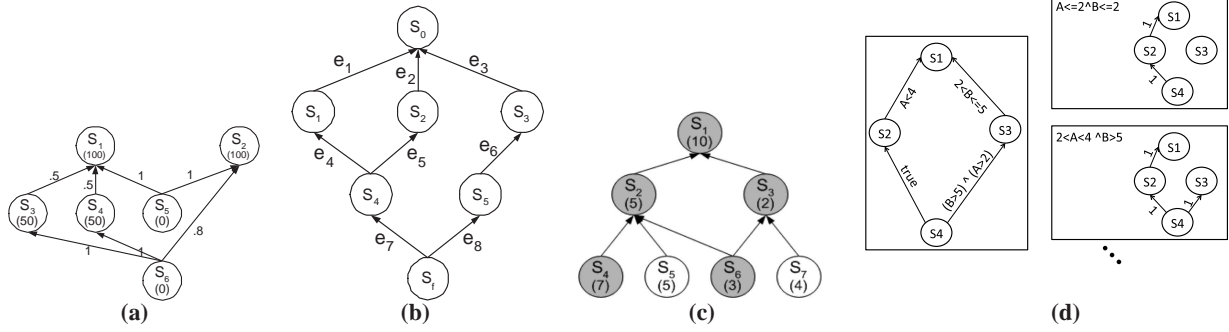 S1
(100)
S2
(100)
.5
.5
1
1
S3
(50)
S4
(50)
S5
(0)
.8
1
1
S6
(0)
(a)
S0
e1
e2
e3
S1
S2
S3
e4
e5
e6
S4
S5
e7
e8
Sf
(b)
S1
(10)
S2
(5)
S3
(2)
S4
(7)
S5
(5)
S6
(3)
S7
(4)
(c)
S1
A<4
2<B<=5
S2
S3
true
(B>5) ^ (A>2)
S4
A<=2^B<=2
S1
1
S2
S3
1
S4
2<A<4 ^B>5
S1
1
S2
S3
1
1
S4
(d)